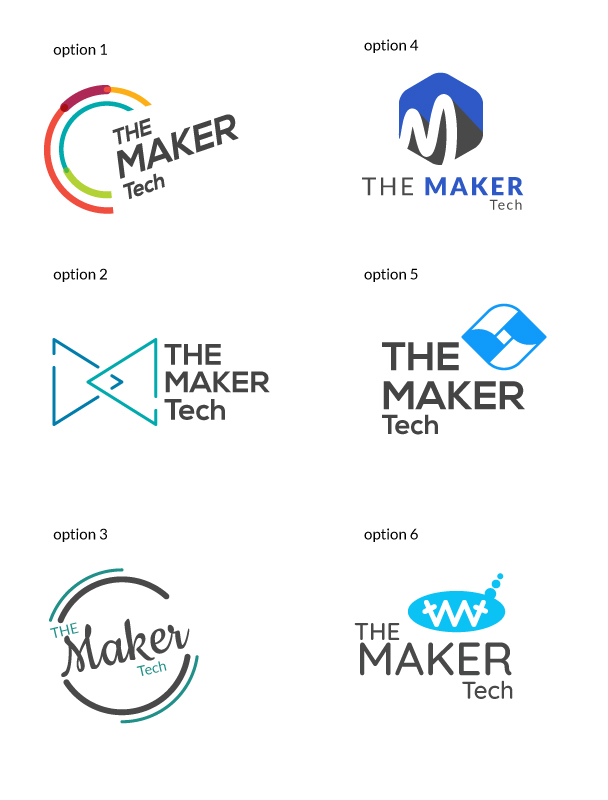 option 1
THE
MAKER
Tech
option 4
M
THE MAKER
Tech
option 2
THE
MAKER
Tech
option 5
THE
MAKER
Tech
option 3
THE
Maker
Tech
option 6
THE
MAKER
Tech